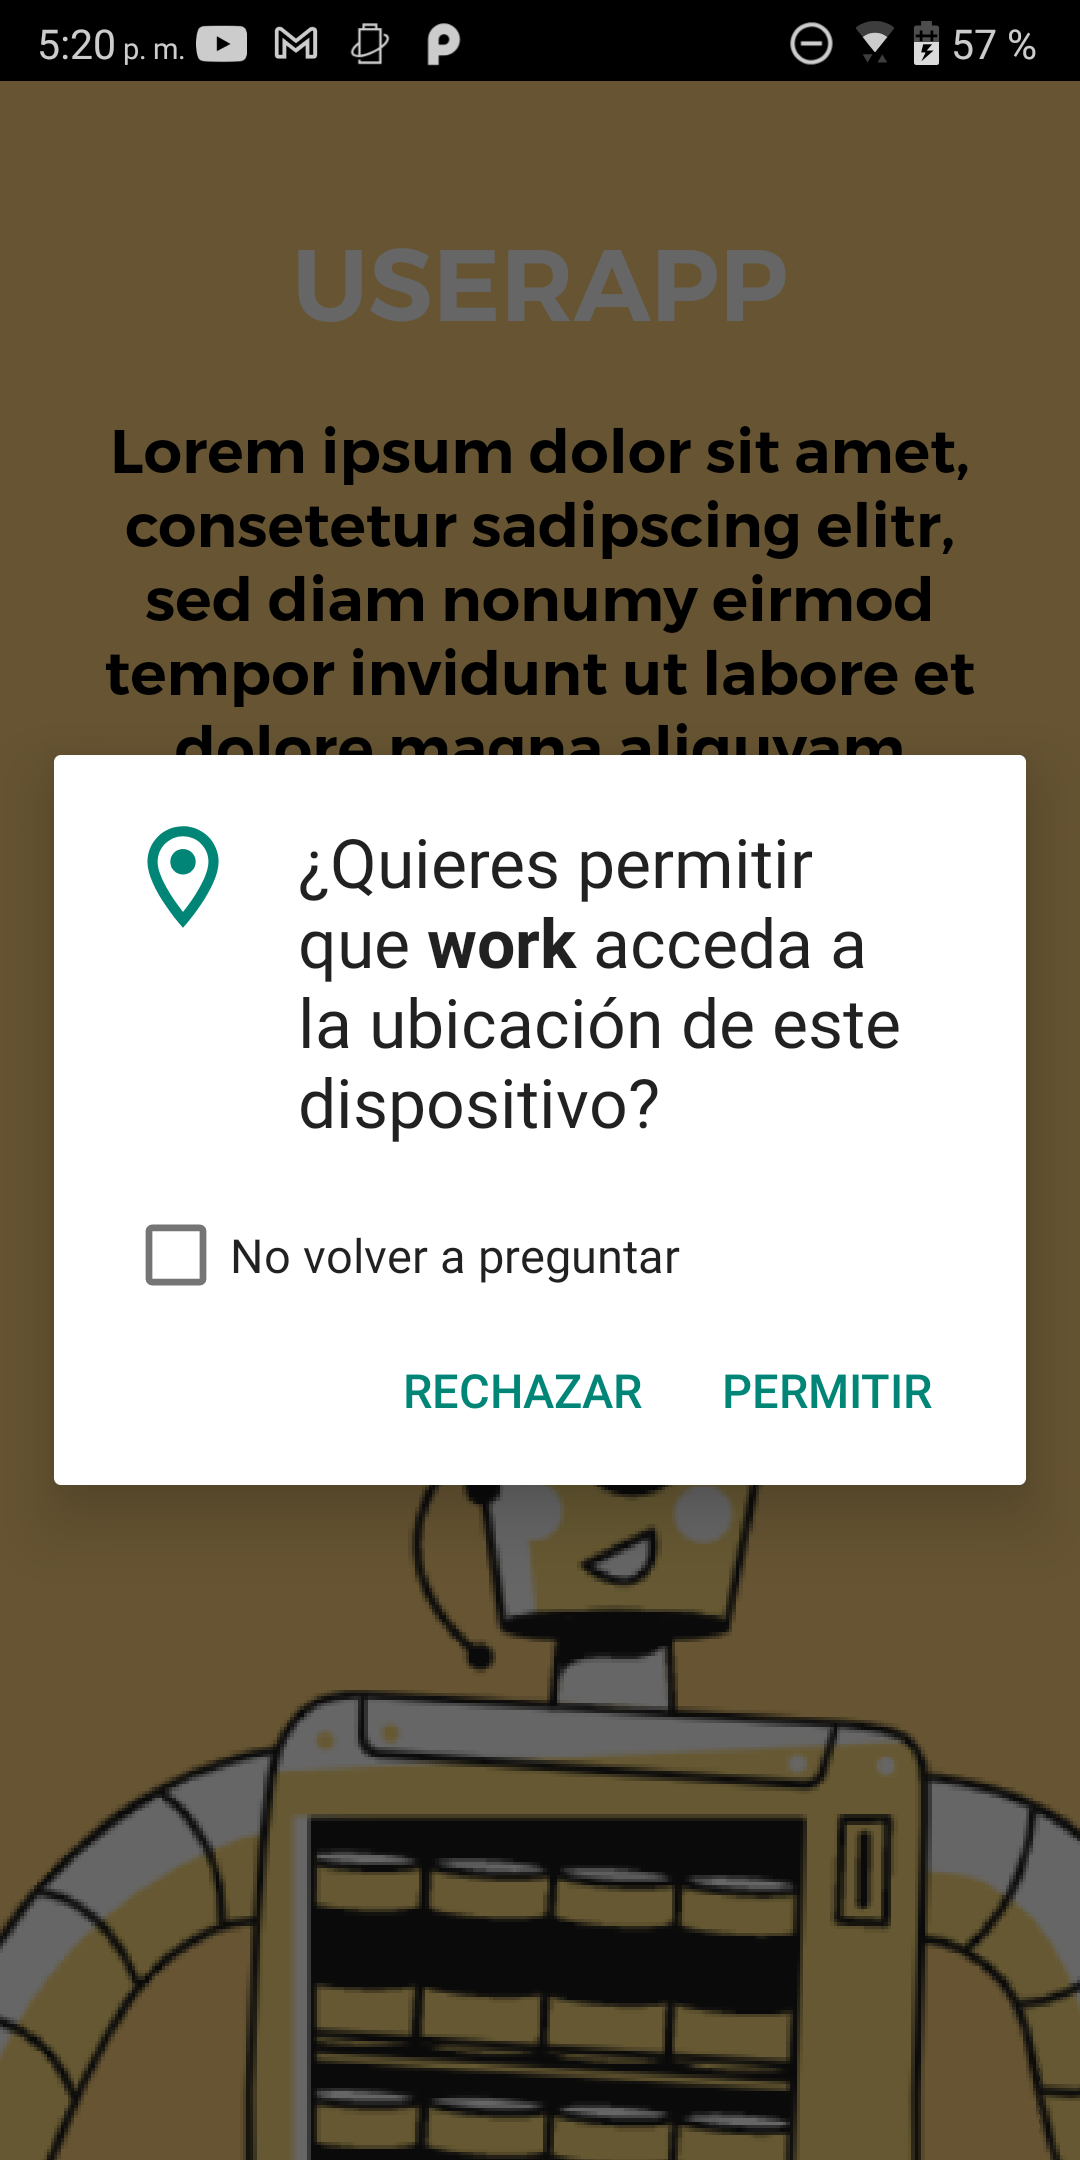 5:20 p. m.
57 %
USERAPP
Lorem ipsum dolor sit amet,
consetetur sadipscing elitr,
sed diam nonumy eirmod
tempor invidunt ut labore et
dolore magna aliquyam
¿Quieres permitir
que work acceda a
la ubicación de este
dispositivo?
No volver a preguntar
RECHAZAR PERMITIR